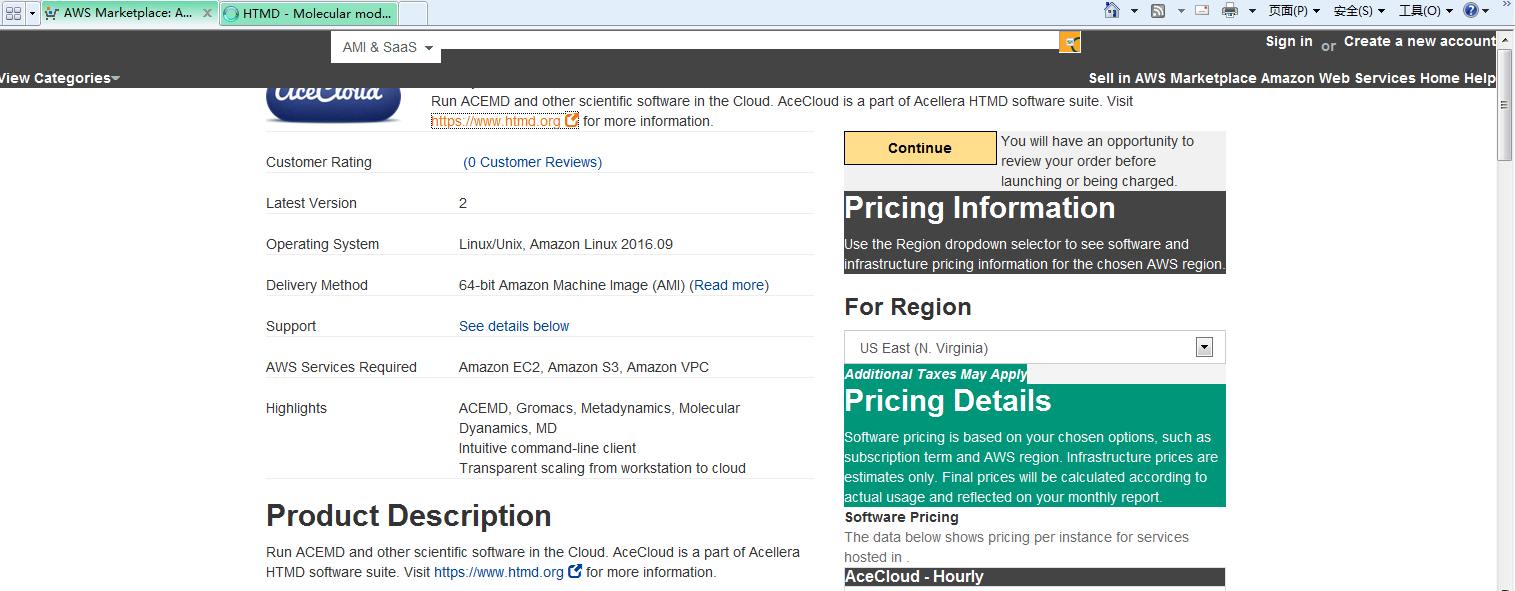 AWS Marketplace: A...
HTMD - Molecular mod...
页面(P)
安全(S)
工具(O)
AMI & SaaS
Sign in or Create a new account
View Categories
Sell in AWS Marketplace Amazon Web Services Home Help
AceCloud
Run ACEMD and other scientific software in the Cloud. AceCloud is a part of Acellera HTMD software suite. Visit
https://www.htmd.org for more information.
Customer Rating (0 Customer Reviews)
Latest Version 2
Operating System Linux/Unix, Amazon Linux 2016.09
Delivery Method 64-bit Amazon Machine Image (AMI) (Read more)
Support See details below
AWS Services Required Amazon EC2, Amazon S3, Amazon VPC
Highlights ACEMD, Gromacs, Metadynamics, Molecular
Dyanamics, MD
Intuitive command-line client
Transparent scaling from workstation to cloud
Product Description
Run ACEMD and other scientific software in the Cloud. AceCloud is a part of Acellera
HTMD software suite. Visit https://www.htmd.org for more information.
Continue
You will have an opportunity to
review your order before
launching or being charged.
Pricing Information
Use the Region dropdown selector to see software and
infrastructure pricing information for the chosen AWS region.
For Region
US East (N. Virginia)
Additional Taxes May Apply
Pricing Details
Software pricing is based on your chosen options, such as
subscription term and AWS region. Infrastructure prices are
estimates only. Final prices will be calculated according to
actual usage and reflected on your monthly report.
Software Pricing
The data below shows pricing per instance for services
hosted in .
AceCloud - Hourly